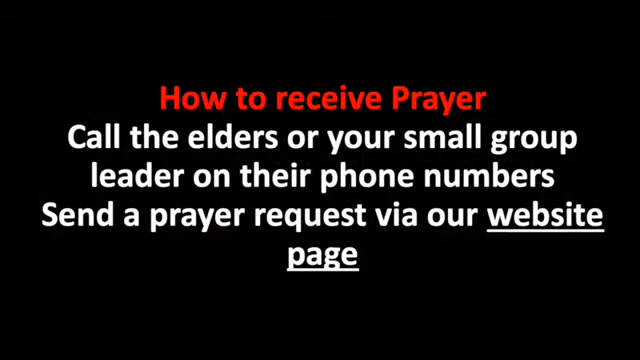 How to receive Prayer
Call the elders or your small group
leader on their phone numbers
Send a prayer request via our website
page